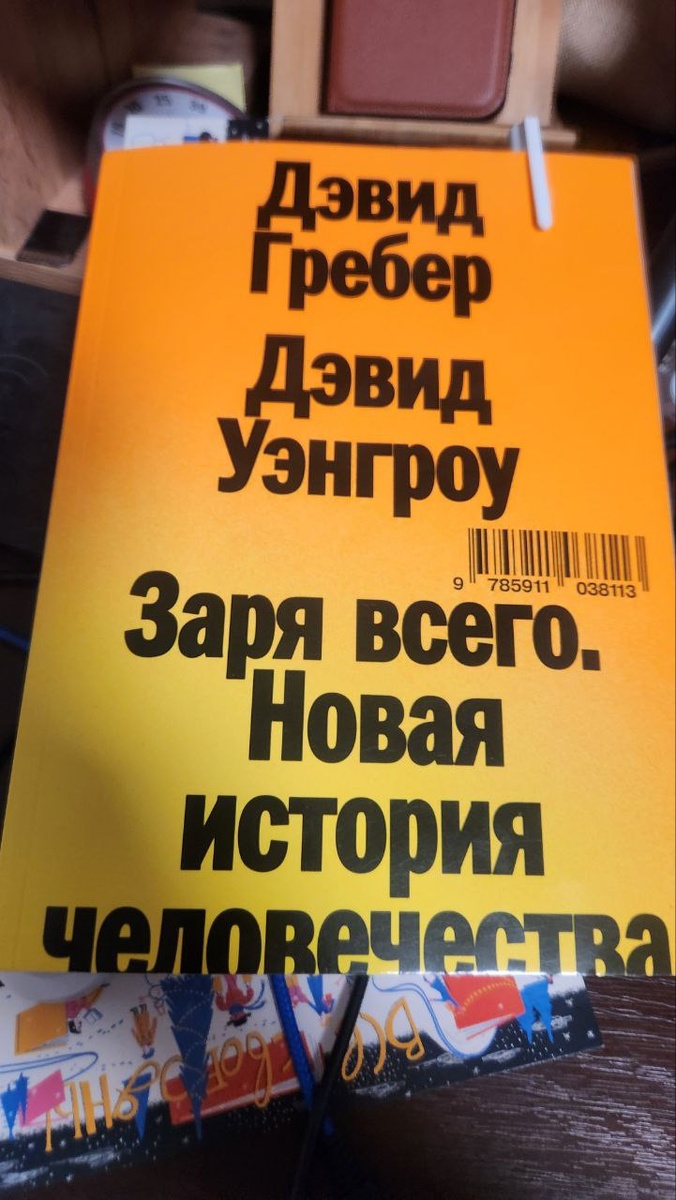 Дэвид
Гребер
Дэвид
Уэнгроу
9 785911 038113
Заря всего.
Новая
история
человечества